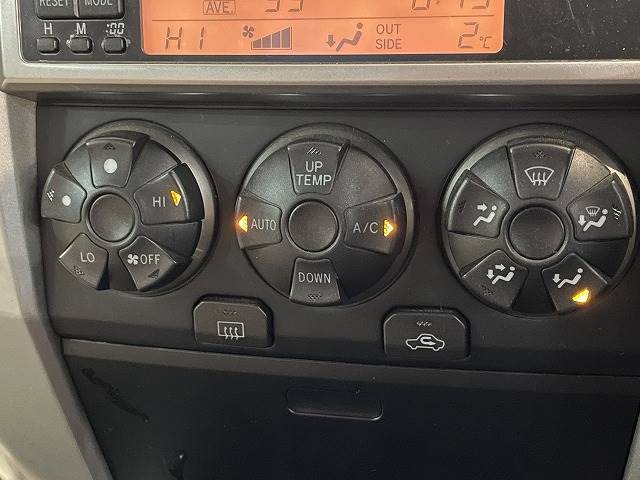 RESET MODE
H M :00
AVE.
HI OUT SIDE 2℃
HI
LO
OFF
UP TEMP
AUTO
A/C
DOWN